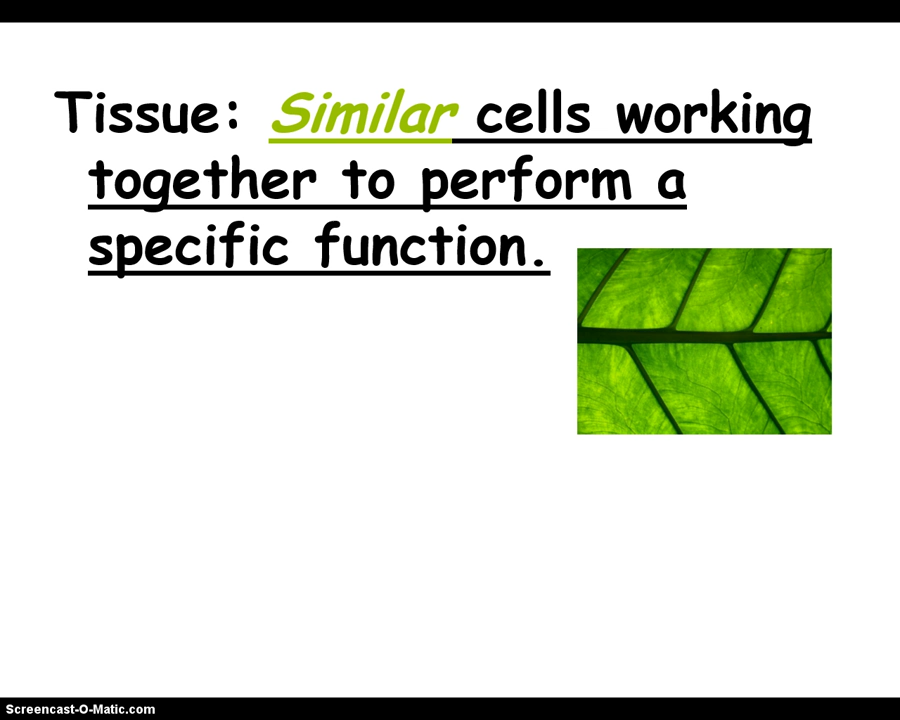 Tissue: Similar cells working
together to perform a
specific function.
Screencast-O-Matic.com